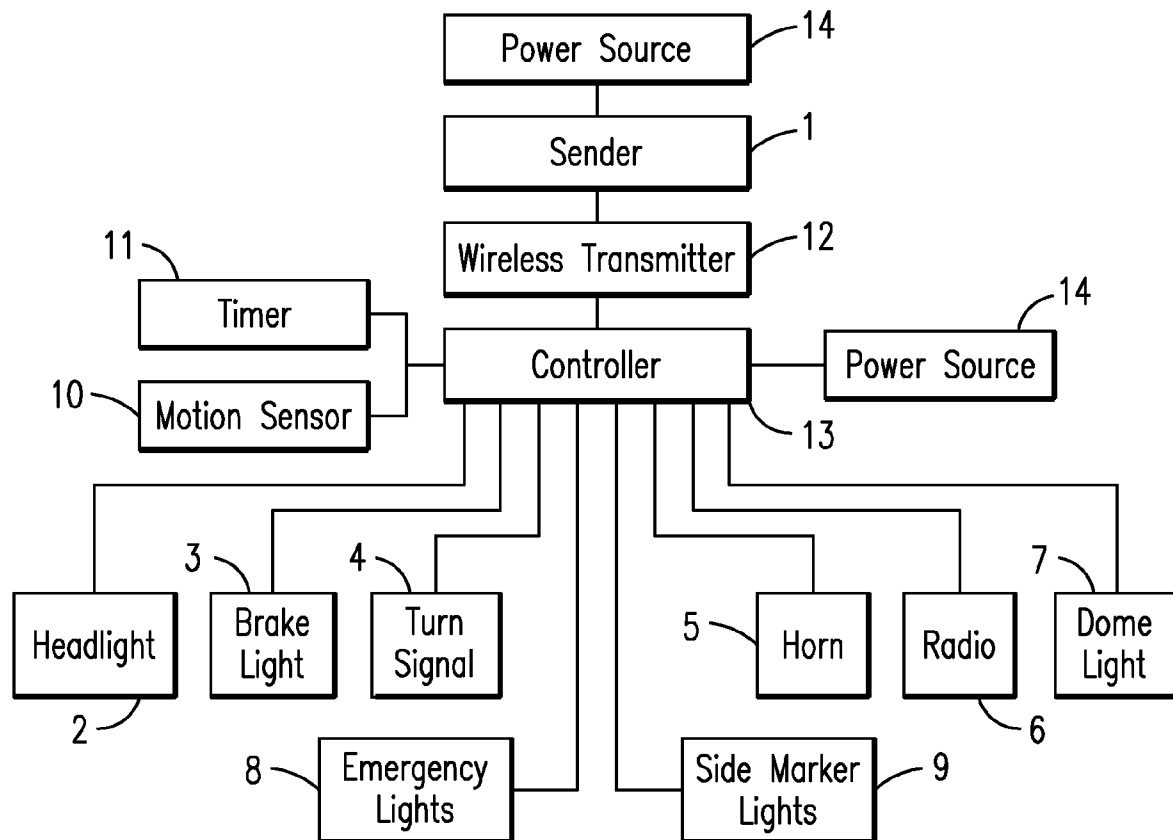 14
Power Source
1
Sender
12
Wireless Transmitter
11
Timer
14
Controller
Power Source
10
Motion Sensor
13
3
4
7
Headlight
Brake
Light
Turn
Signal
5
Horn
Radio
Dome
Light
2
6
8
Emergency
Lights
Side Marker
Lights
9